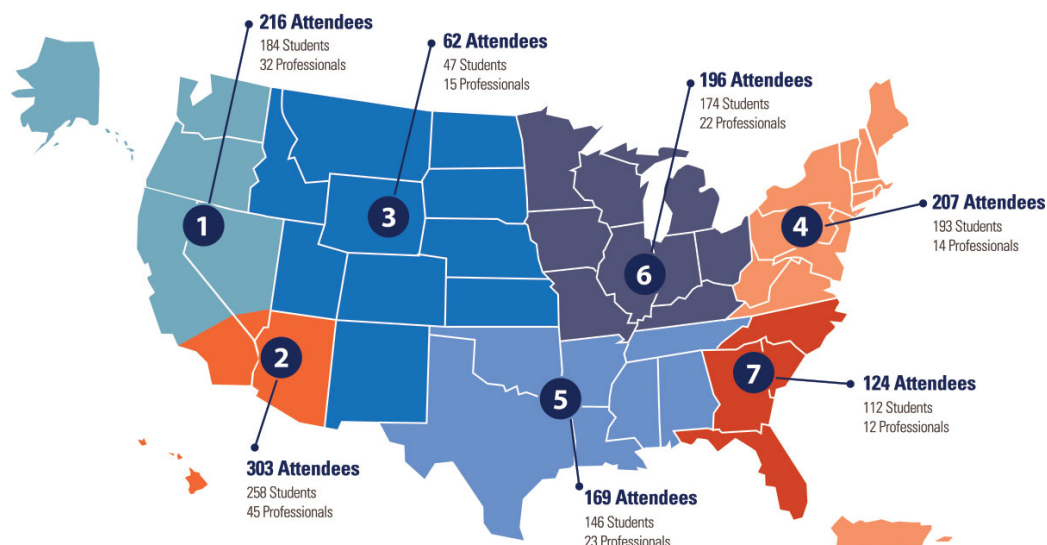 216 Attendees
184 Students
32 Professionals
62 Attendees
47 Students
15 Professionals
196 Attendees
174 Students
22 Professionals
207 Attendees
193 Students
14 Professionals
1
3
4
6
2
7
5
124 Attendees
112 Students
12 Professionals
303 Attendees
258 Students
45 Professionals
169 Attendees
146 Students
23 Professionals